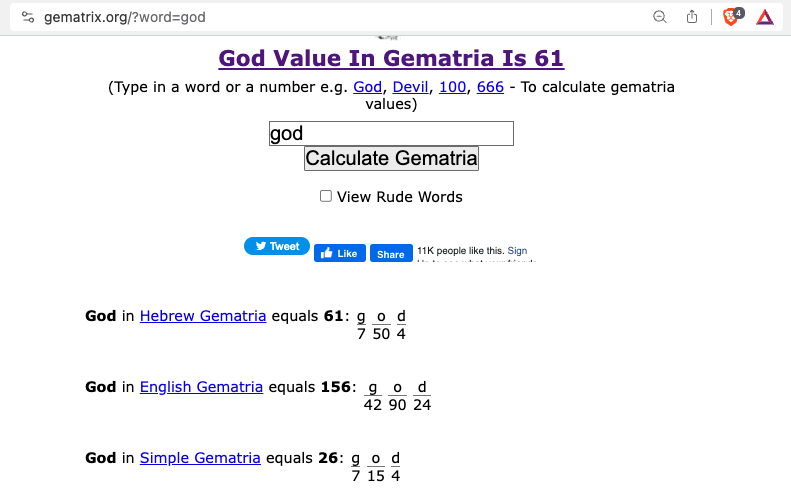 gematrix.org/?word=god
4
God Value In Gematria Is 61
(Type in a word or a number e.g. God, Devil, 100, 666 - To calculate gematria
values)
god
Calculate Gematria
View Rude Words
Tweet Like Share 11K people like this. Sign
God in Hebrew Gematria equals 61: g o d
7 50 4
God in English Gematria equals 156: g o d
42 90 24
God in Simple Gematria equals 26: g o d
7 15 4